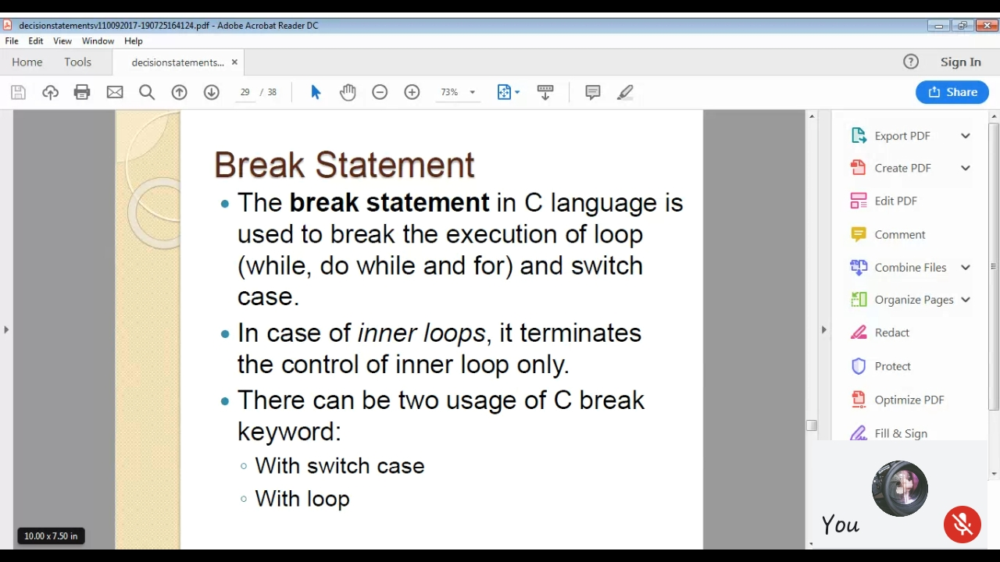 decisionstatementsv110092017-190725164124.pdf - Adobe Acrobat Reader DC
File Edit View Window Help
Home Tools decisionstatements... × Sign In
29 / 38 73% Share
Break Statement
• The break statement in C language is
used to break the execution of loop
(while, do while and for) and switch
case.
• In case of inner loops, it terminates
the control of inner loop only.
• There can be two usage of C break
keyword:
◦ With switch case
◦ With loop
10.00 x 7.50 in
Export PDF
Create PDF
Edit PDF
Comment
Combine Files
Organize Pages
Redact
Protect
Optimize PDF
Fill & Sign
You